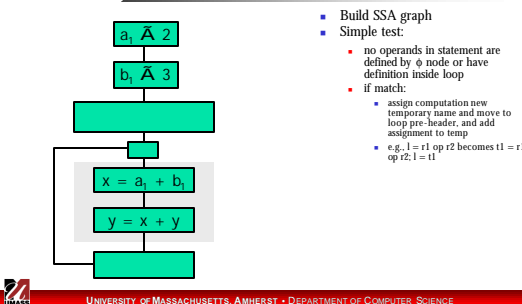 a₁ Ã 2
b₁ Ã 3
x = a₁ + b₁
y = x + y
Build SSA graph
Simple test:
no operands in statement are
defined by φ node or have
definition inside loop
if match:
assign computation new
temporary name and move to
loop pre-header, and add
assignment to temp
e.g., l = r1 op r2 becomes t1 = r1
op r2; l = t1
UMASS
UNIVERSITY OF MASSACHUSETTS, AMHERST • DEPARTMENT OF COMPUTER SCIENCE